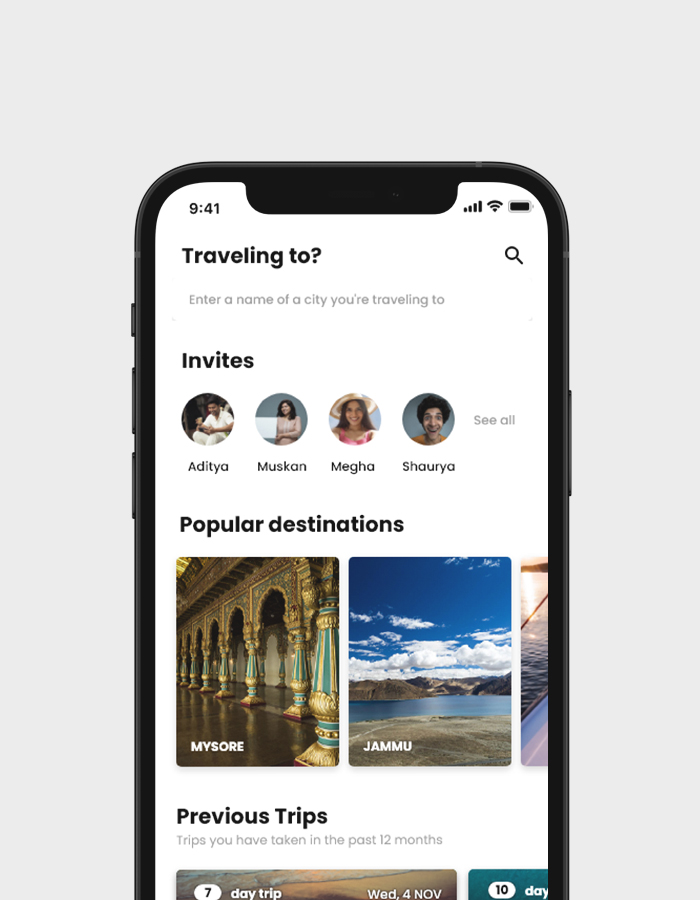 9:41
Traveling to?
Enter a name of a city you're traveling to
Invites
Aditya Muskan Megha Shaurya See all
Popular destinations
MYSORE JAMMU
Previous Trips
Trips you have taken in the past 12 months
7 day trip Wed, 4 NOV 10 day